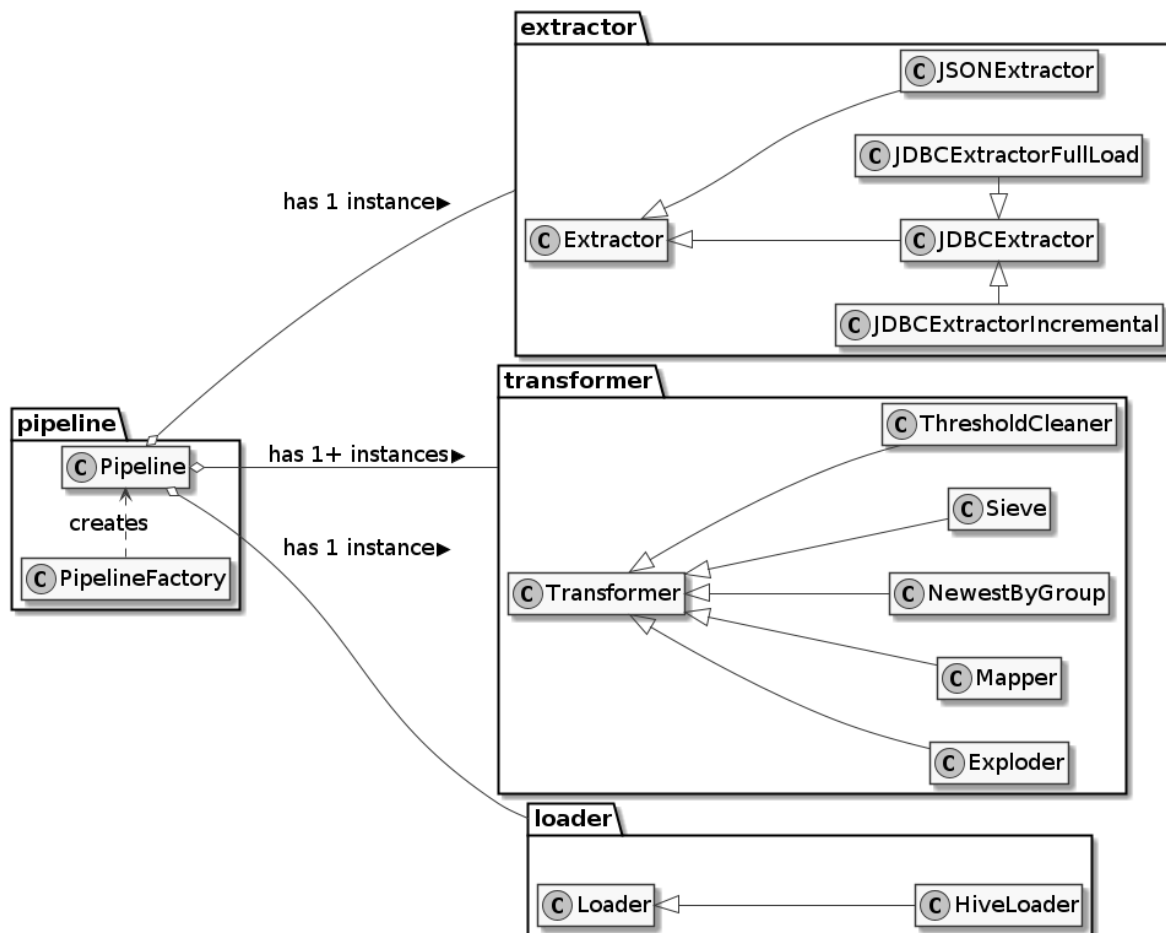 extractor
C JSONExtractor
C JDBCExtractorFullLoad
has 1 instance▶
C Extractor
C JDBCExtractor
C JDBCExtractorIncremental
transformer
C ThresholdCleaner
pipeline
C Pipeline
has 1+ instances▶
C Sieve
creates
has 1 instance▶
C PipelineFactory
C Transformer
C NewestByGroup
C Mapper
C Exploder
loader
C Loader
C HiveLoader